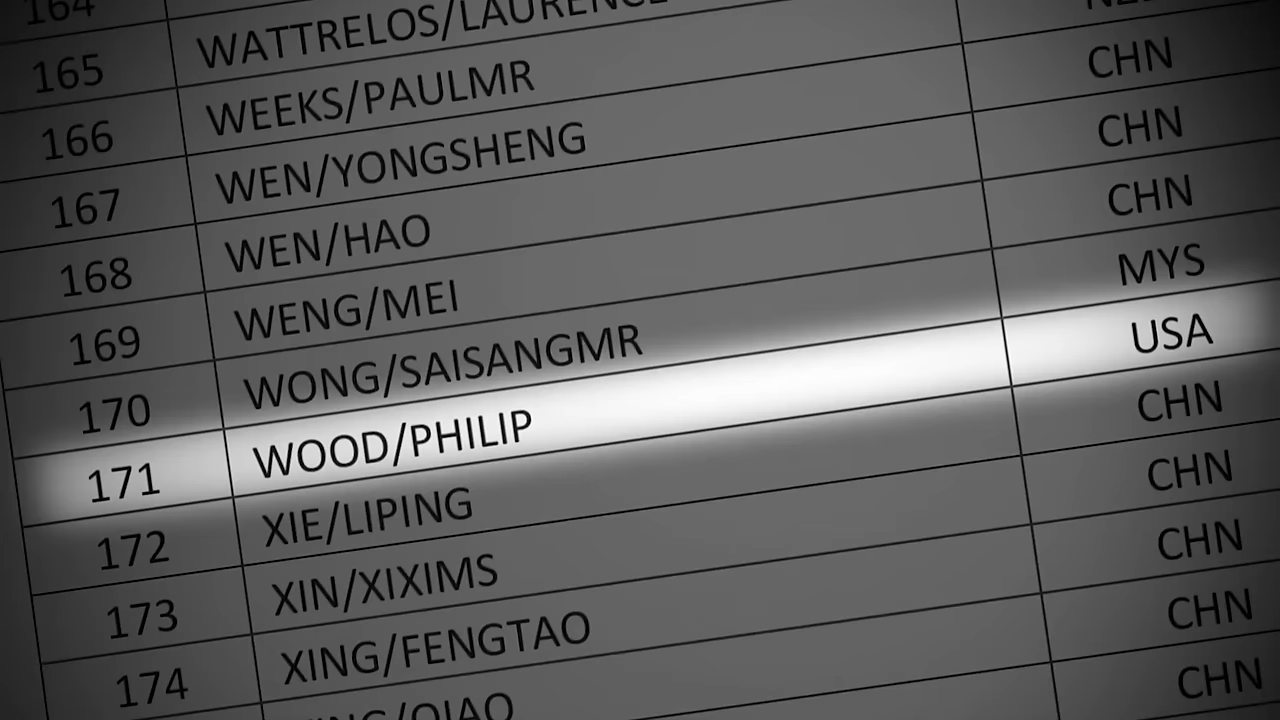 164
165 WATTRELOS/LAURENCE
166 WEEKS/PAULMR
167 WEN/YONGSHENG CHN
168 WEN/HAO CHN
169 WENG/MEI CHN
170 WONG/SAISANGMR MYS
171 WOOD/PHILIP USA
172 XIE/LIPING CHN
173 XIN/XIXIMS CHN
174 XING/FENGTAO CHN
CHN
CHN